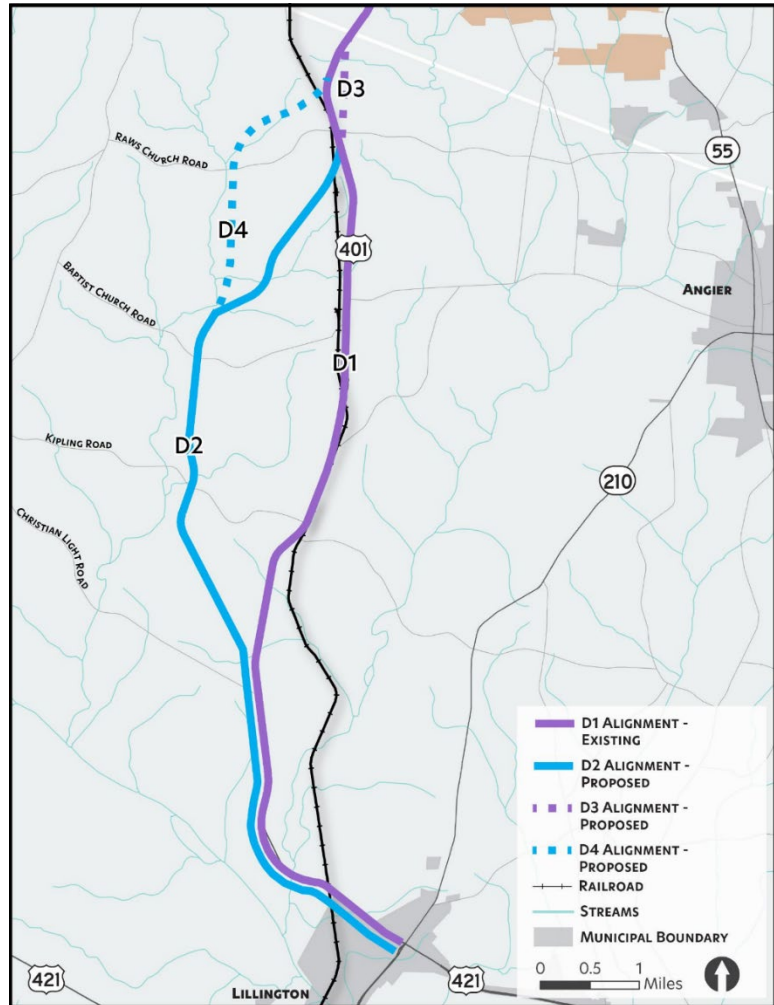 D3
RAWS CHURCH ROAD
55
D4
401
BAPTIST CHURCH ROAD
ANGIER
D1
D2
KIPLING ROAD
210
CHRISTIAN LIGHT ROAD
D1 ALIGNMENT -
EXISTING
D2 ALIGNMENT -
PROPOSED
D3 ALIGNMENT -
PROPOSED
D4 ALIGNMENT -
PROPOSED
RAILROAD
STREAMS
MUNICIPAL BOUNDARY
0 0.5 1
Miles
421
421
LILLINGTON